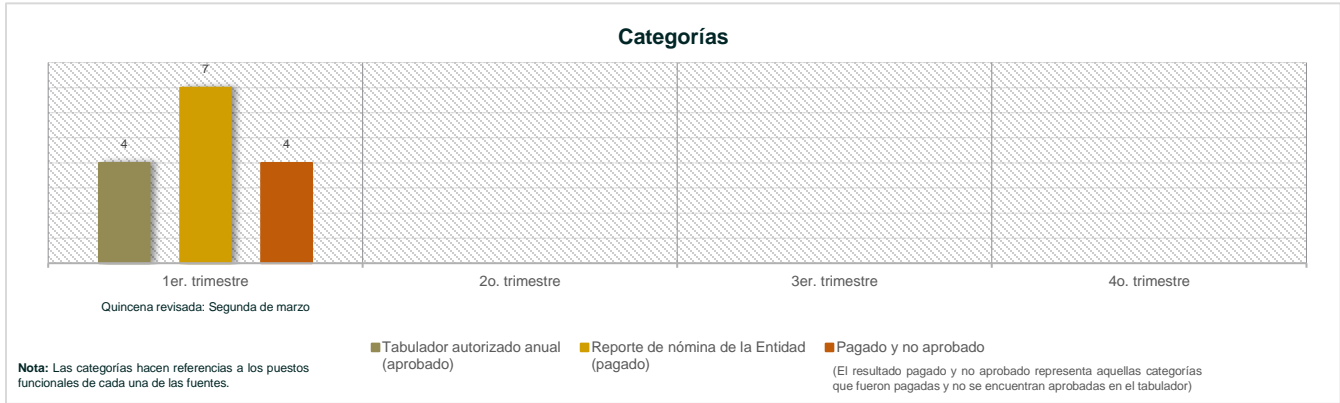 Categorías
7
4
4
1er. trimestre
2o. trimestre
3er. trimestre
4o. trimestre
Quincena revisada: Segunda de marzo
Tabulador autorizado anual
(aprobado)
Reporte de nómina de la Entidad
(pagado)
Pagado y no aprobado
(El resultado pagado y no aprobado representa aquellas categorías
que fueron pagadas y no se encuentran aprobadas en el tabulador)
Nota: Las categorías hacen referencias a los puestos
funcionales de cada una de las fuentes.